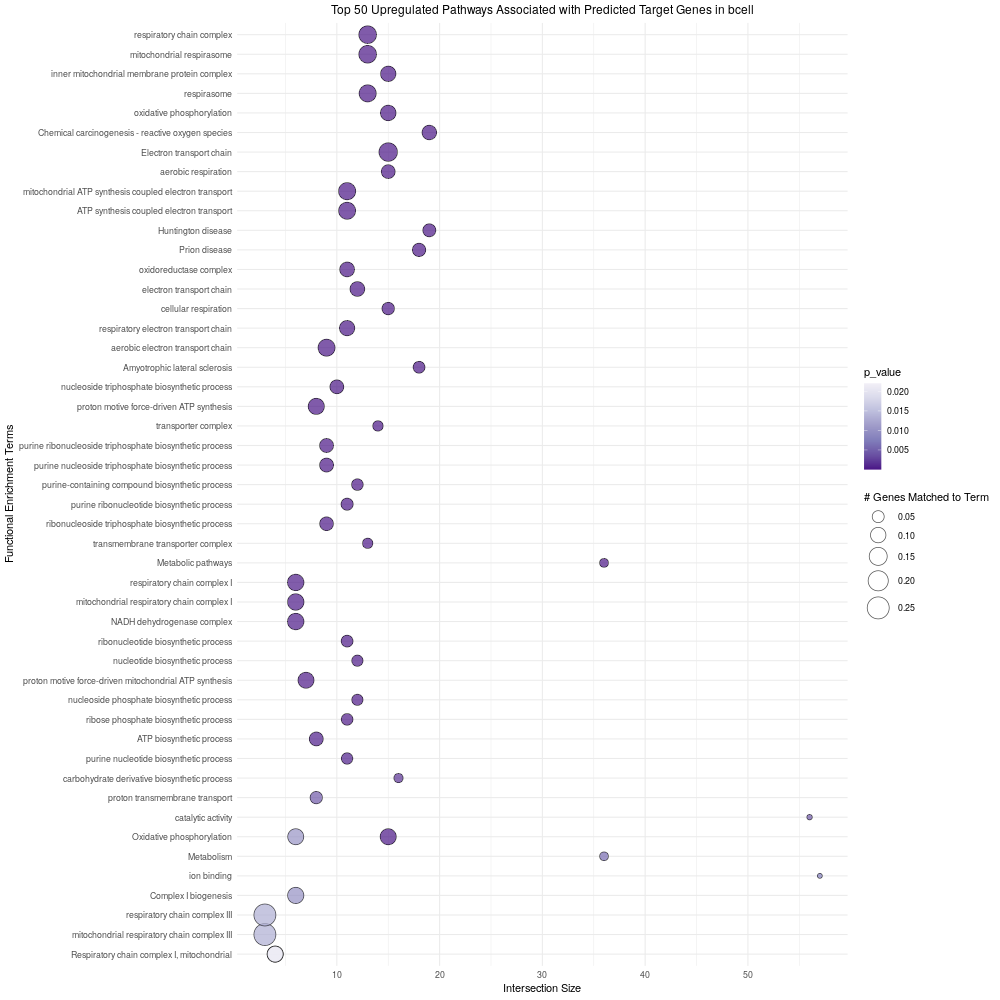 Top 50 Upregulated Pathways Associated with Predicted Target Genes in bcell
Functional Enrichment Terms
respiratory chain complex
mitochondrial respirasome
inner mitochondrial membrane protein complex
respirasome
oxidative phosphorylation
Chemical carcinogenesis - reactive oxygen species
Electron transport chain
aerobic respiration
mitochondrial ATP synthesis coupled electron transport
ATP synthesis coupled electron transport
Huntington disease
Prion disease
oxidoreductase complex
electron transport chain
cellular respiration
respiratory electron transport chain
aerobic electron transport chain
Amyotrophic lateral sclerosis
nucleoside triphosphate biosynthetic process
proton motive force-driven ATP synthesis
transporter complex
purine ribonucleoside triphosphate biosynthetic process
purine nucleoside triphosphate biosynthetic process
purine-containing compound biosynthetic process
purine ribonucleotide biosynthetic process
ribonucleoside triphosphate biosynthetic process
transmembrane transporter complex
Metabolic pathways
respiratory chain complex I
mitochondrial respiratory chain complex I
NADH dehydrogenase complex
ribonucleotide biosynthetic process
nucleotide biosynthetic process
proton motive force-driven mitochondrial ATP synthesis
nucleoside phosphate biosynthetic process
ribose phosphate biosynthetic process
ATP biosynthetic process
purine nucleotide biosynthetic process
carbohydrate derivative biosynthetic process
proton transmembrane transport
catalytic activity
Oxidative phosphorylation
Metabolism
ion binding
Complex I biogenesis
respiratory chain complex III
mitochondrial respiratory chain complex III
Respiratory chain complex I, mitochondrial
10 20 30 40 50
Intersection Size
p_value
0.020
0.015
0.010
0.005
# Genes Matched to Term
0.05
0.10
0.15
0.20
0.25